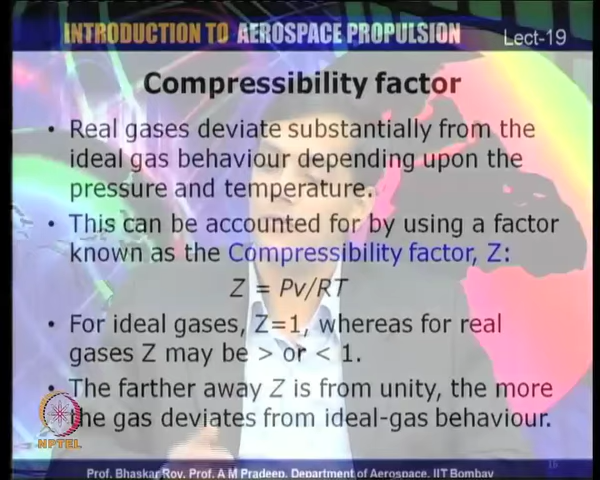 INTRODUCTION TO AEROSPACE PROPULSION
Lect-19
Compressibility factor
• Real gases deviate substantially from the
ideal gas behaviour depending upon the
pressure and temperature.
• This can be accounted for by using a factor
known as the Compressibility factor, Z:
Z = Pv/RT
• For ideal gases, Z=1, whereas for real
gases Z may be > or < 1.
• The farther away Z is from unity, the more
the gas deviates from ideal-gas behaviour.
NPTEL
Prof. Bhaskar Roy, Prof. A M Pradeep, Department of Aerospace, IIT Bombay
16